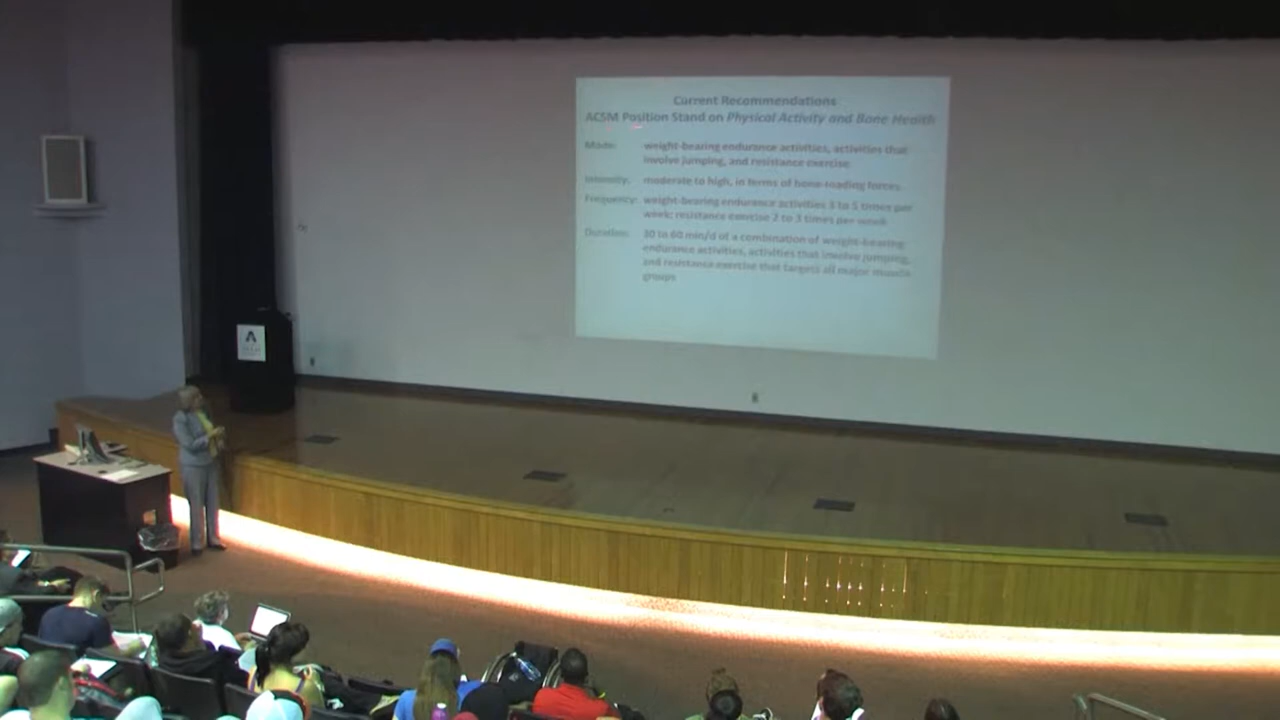 Current Recommendations
ACSM Position Stand on Physical Activity and Bone Health
Mode: weight-bearing endurance activities, activities that
involve jumping, and resistance exercise
Intensity: moderate to high, in terms of bone-loading forces
Frequency: weight-bearing endurance activities 3 to 5 times per
week; resistance exercise 2 to 3 times per week
Duration: 30 to 60 min/d of a combination of weight-bearing
endurance activities, activities that involve jumping,
and resistance exercise that targets all major muscle
groups
A